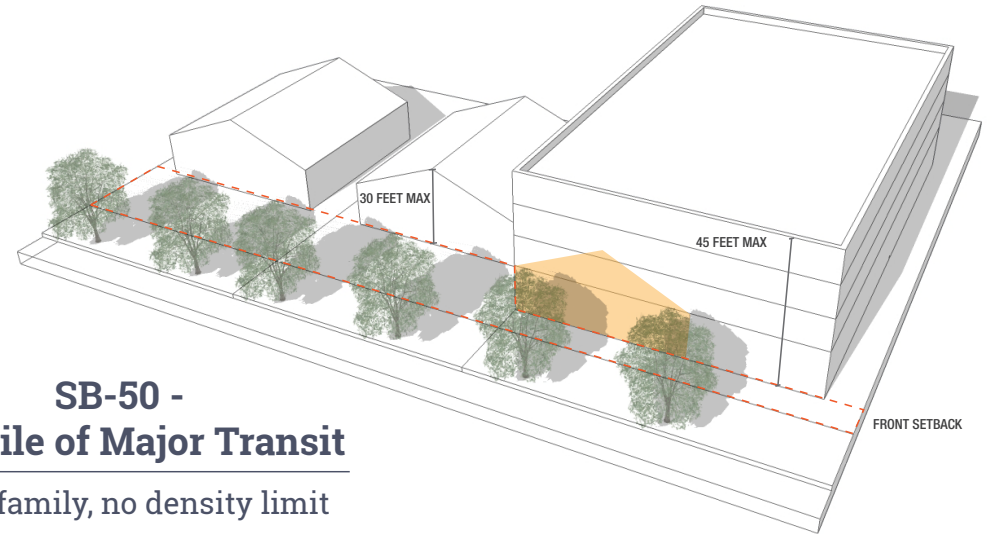 30 FEET MAX
45 FEET MAX
FRONT SETBACK
SB-50 -
ile of Major Transit
family, no density limit